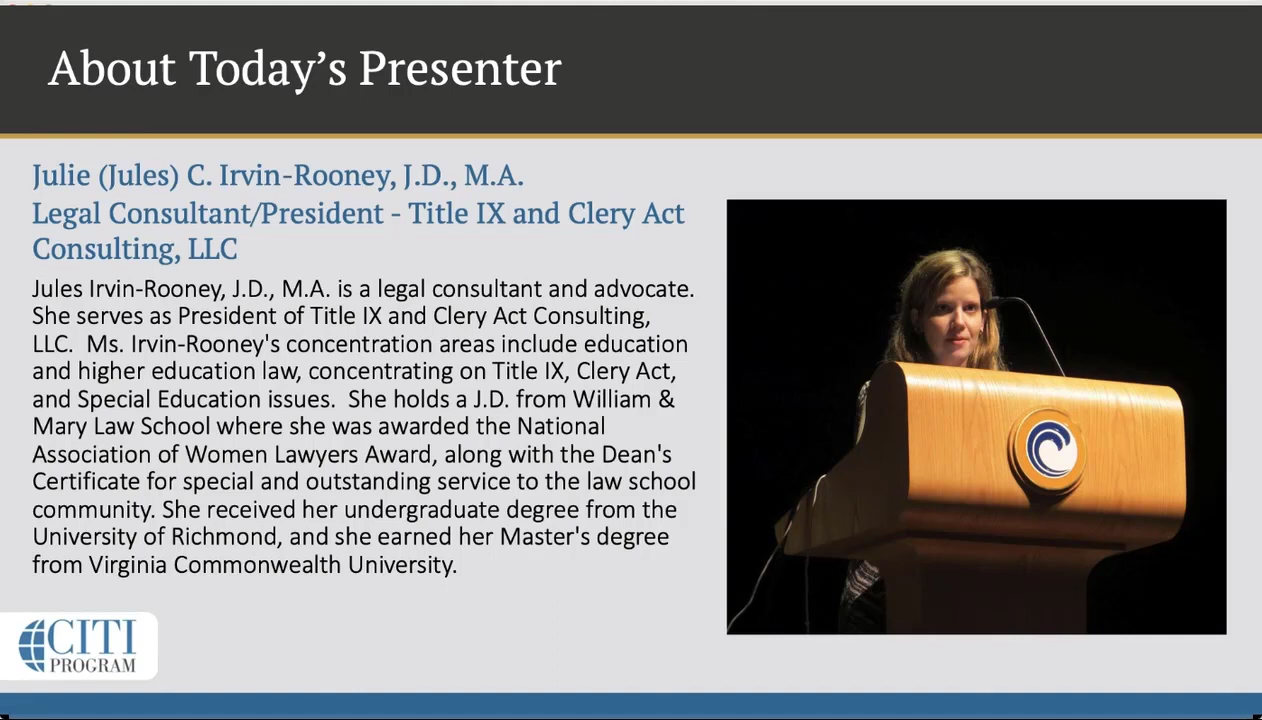 About Today’s Presenter
Julie (Jules) C. Irvin-Rooney, J.D., M.A.
Legal Consultant/President - Title IX and Clery Act
Consulting, LLC
Jules Irvin-Rooney, J.D., M.A. is a legal consultant and advocate.
She serves as President of Title IX and Clery Act Consulting,
LLC.  Ms. Irvin-Rooney's concentration areas include education
and higher education law, concentrating on Title IX, Clery Act,
and Special Education issues.  She holds a J.D. from William &
Mary Law School where she was awarded the National
Association of Women Lawyers Award, along with the Dean's
Certificate for special and outstanding service to the law school
community. She received her undergraduate degree from the
University of Richmond, and she earned her Master's degree
from Virginia Commonwealth University.
CITI
PROGRAM